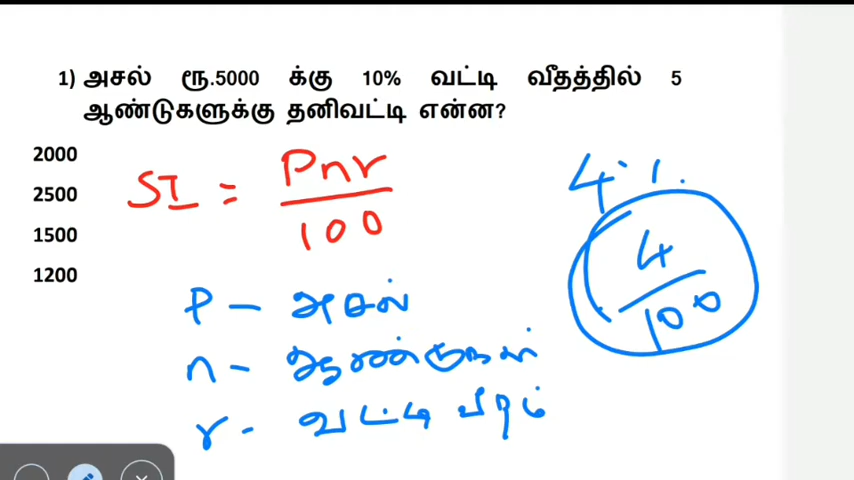 1) அசல் ரூ.5000 க்கு 10% வட்டி வீதத்தில் 5
ஆண்டுகளுக்கு தனிவட்டி என்ன?
2000
2500
1500
1200
SI = Pnr
100
4%
4
100
P – அசல்
n – ஆண்டுகள்
r - வட்டி வீதம்